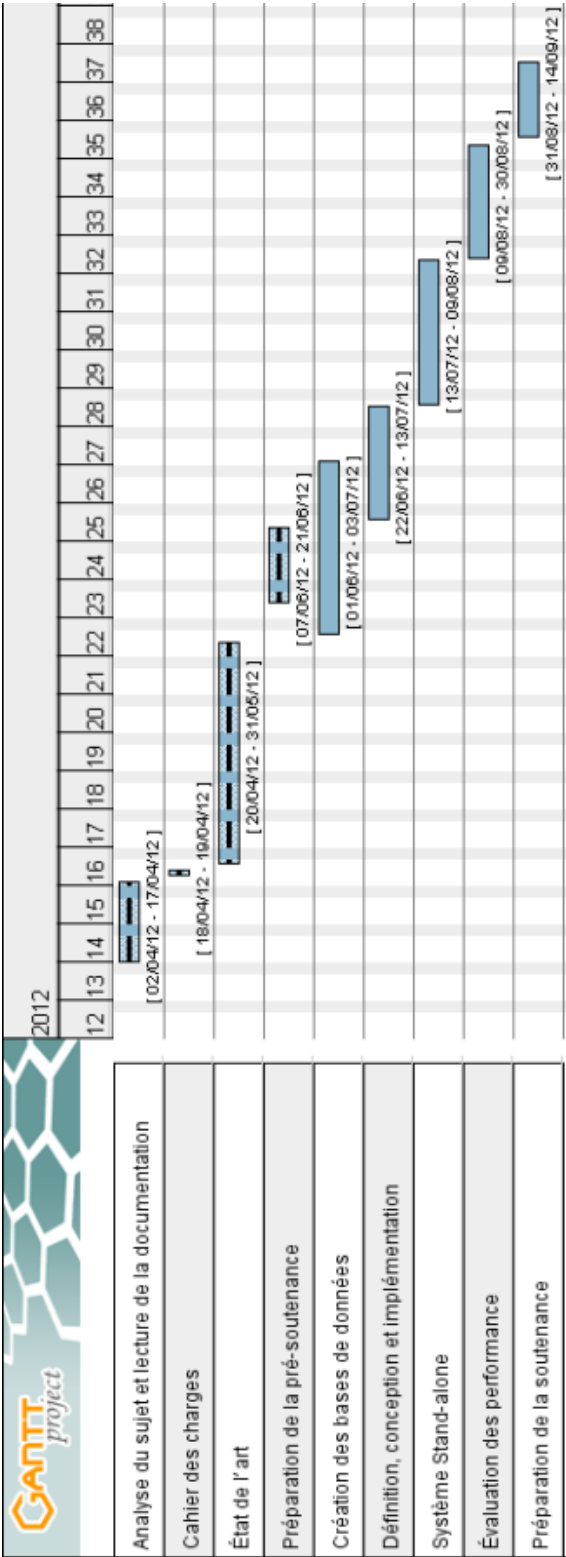 GANTT
project
2012
12 13 14 15 16 17 18 19 20 21 22 23 24 25 26 27 28 29 30 31 32 33 34 35 36 37 38
Analyse du sujet et lecture de la documentation
[ 02/04/12 - 17/04/12 ]
Cahier des charges
[ 18/04/12 - 19/04/12 ]
État de l'art
[ 20/04/12 - 31/05/12 ]
Préparation de la pré-soutenance
[ 07/06/12 - 21/06/12 ]
Création des bases de données
[ 01/06/12 - 03/07/12 ]
Définition, conception et implémentation
[ 22/06/12 - 13/07/12 ]
Système Stand-alone
[ 13/07/12 - 09/08/12 ]
Évaluation des performance
[ 09/08/12 - 30/08/12 ]
Préparation de la soutenance
[ 31/08/12 - 14/09/12 ]